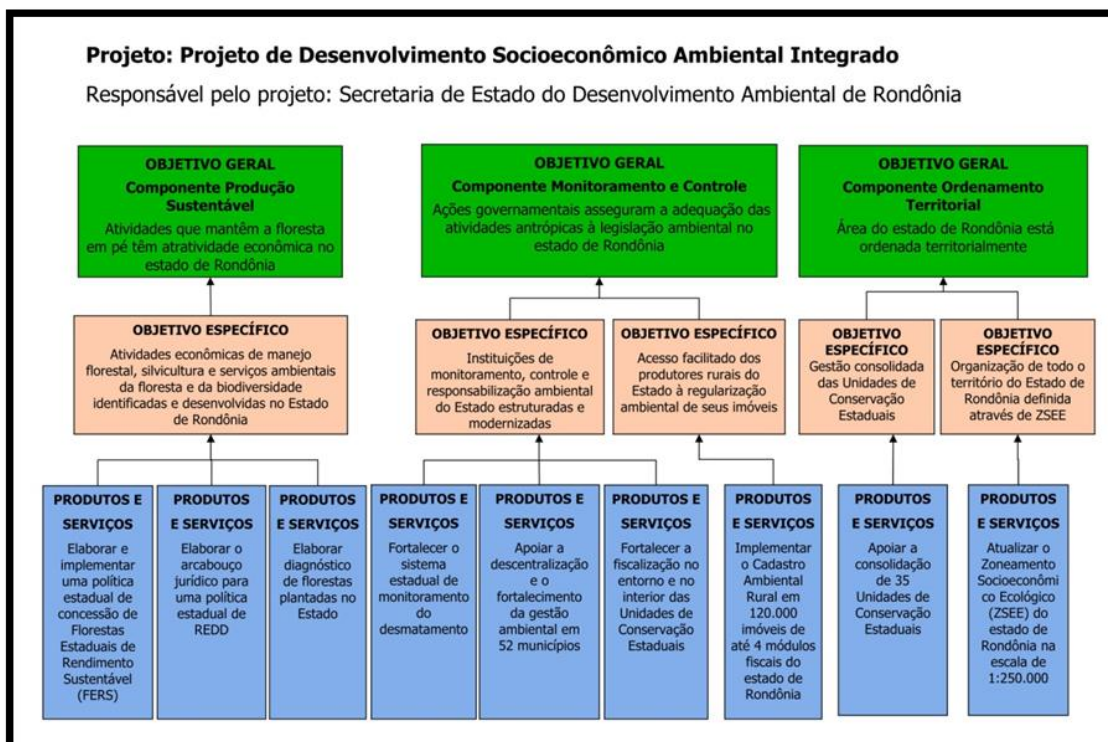 Projeto: Projeto de Desenvolvimento Socioeconômico Ambiental Integrado
Responsável pelo projeto: Secretaria de Estado do Desenvolvimento Ambiental de Rondônia
OBJETIVO GERAL
Componente Produção
Sustentável
Atividades que mantêm a floresta
em pé têm atratividade econômica no
estado de Rondônia
OBJETIVO GERAL
Componente Monitoramento e Controle
Ações governamentais asseguram a adequação das
atividades antrópicas à legislação ambiental no
estado de Rondônia
OBJETIVO GERAL
Componente Ordenamento
Territorial
Área do estado de Rondônia está
ordenada territorialmente
OBJETIVO ESPECÍFICO
Atividades econômicas de manejo
florestal, silvicultura e serviços ambientais
da floresta e da biodiversidade
identificadas e desenvolvidas no Estado
de Rondônia
OBJETIVO ESPECÍFICO
Instituições de
monitoramento, controle e
responsabilização ambiental
do Estado estruturadas e
modernizadas
OBJETIVO ESPECÍFICO
Acesso facilitado dos
produtores rurais do
Estado à regularização
ambiental de seus imóveis
OBJETIVO
ESPECÍFICO
Gestão consolidada
das Unidades de
Conservação
Estaduais
OBJETIVO
ESPECÍFICO
Organização de todo o
território do Estado de
Rondônia definida
através de ZSEE
PRODUTOS E
SERVIÇOS
Elaborar e
implementar
uma política
estadual de
concessão de
Florestas
Estaduais de
Rendimento
Sustentável
(FERS)
PRODUTOS
E SERVIÇOS
Elaborar o
arcabouço
jurídico para
uma política
estadual de
REDD
PRODUTOS
E SERVIÇOS
Elaborar
diagnóstico
de florestas
plantadas no
Estado
PRODUTOS E
SERVIÇOS
Fortalecer o
sistema
estadual de
monitoramento
do
desmatamento
PRODUTOS E
SERVIÇOS
Apoiar a
descentralização
e o
fortalecimento
da gestão
ambiental em
52 municípios
PRODUTOS E
SERVIÇOS
Fortalecer a
fiscalização no
entorno e no
interior das
Unidades de
Conservação
Estaduais
PRODUTOS
E SERVIÇOS
Implementar
o Cadastro
Ambiental
Rural em
120.000
imóveis de
até 4 módulos
fiscais do
estado de
Rondônia
PRODUTOS
E SERVIÇOS
Apoiar a
consolidação
de 35
Unidades de
Conservação
Estaduais
PRODUTOS
E SERVIÇOS
Atualizar o
Zoneamento
Socioeconômi
co Ecológico
(ZSEE) do
estado de
Rondônia na
escala de
1:250.000